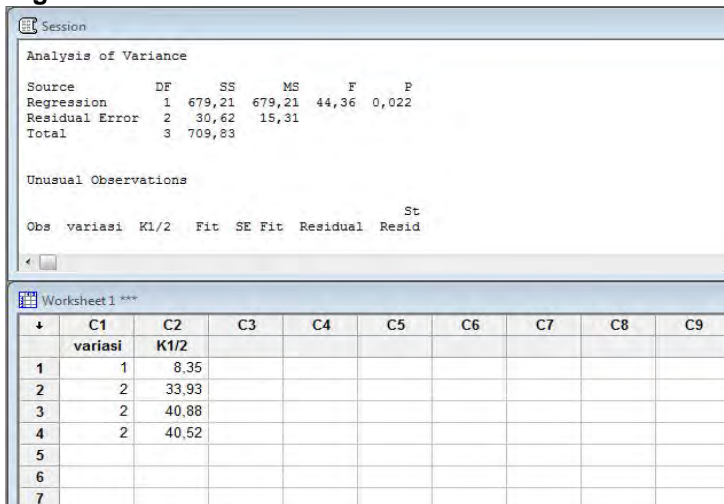 Session
Analysis of Variance
Source DF SS MS F P
Regression 1 679,21 679,21 44,36 0,022
Residual Error 2 30,62 15,31
Total 3 709,83
Unusual Observations
St
Obs variasi K1/2 Fit SE Fit Residual Resid
Worksheet 1 ***
C1 C2 C3 C4 C5 C6 C7 C8 C9
variasi K1/2
1 1 8,35
2 2 33,93
3 2 40,88
4 2 40,52
5
6
7